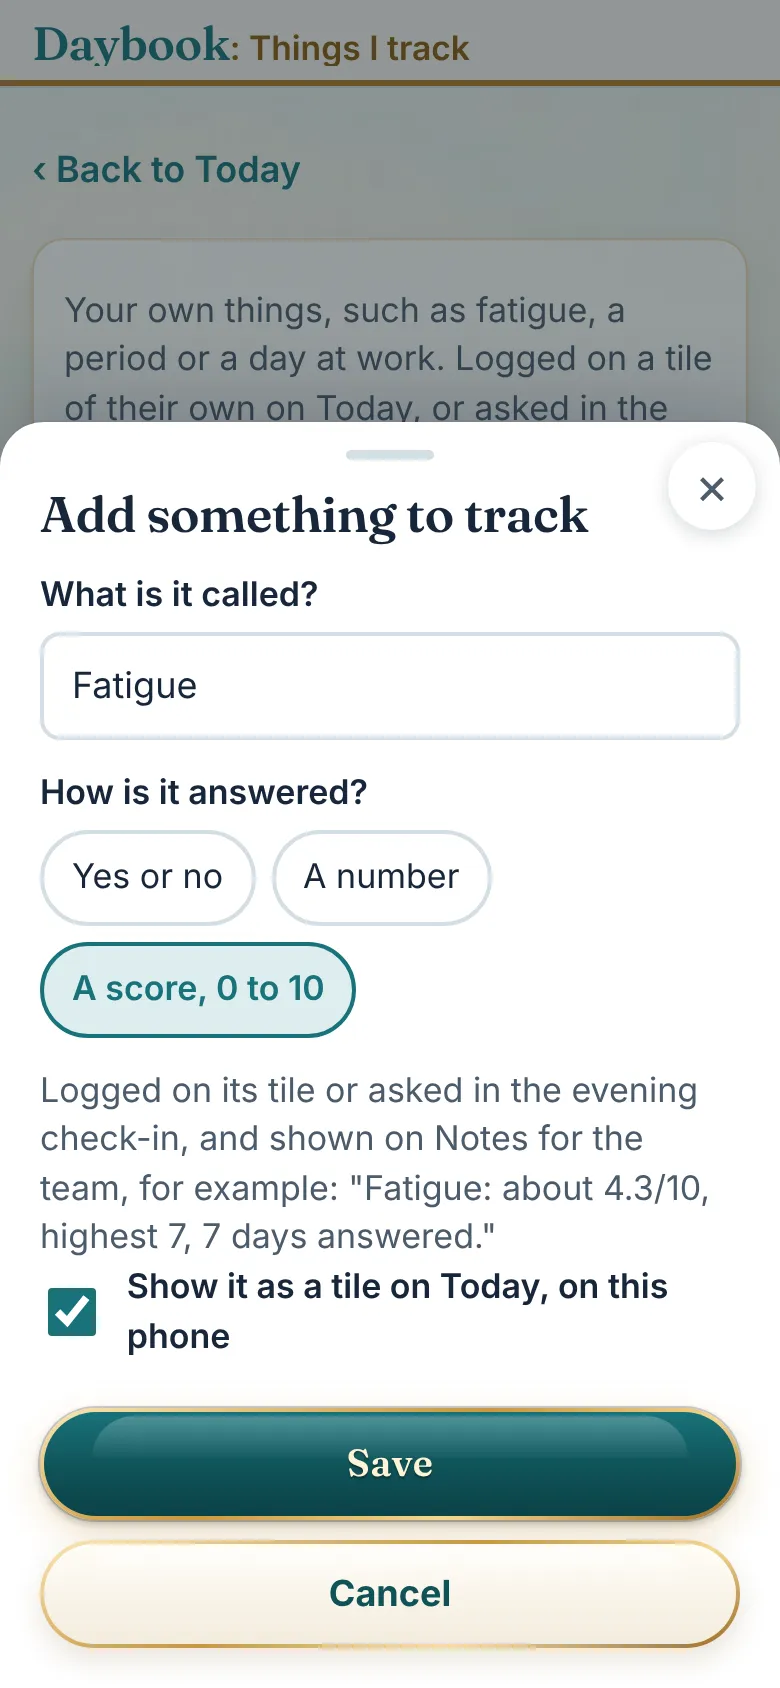 Daybook: Things I track
‹ Back to Today
Your own things, such as fatigue, a
period or a day at work. Logged on a tile
of their own on Today, or asked in the
Add something to track
×
What is it called?
Fatigue
How is it answered?
Yes or no
A number
A score, 0 to 10
Logged on its tile or asked in the evening
check-in, and shown on Notes for the
team, for example: "Fatigue: about 4.3/10,
highest 7, 7 days answered."
Show it as a tile on Today, on this
phone
Save
Cancel